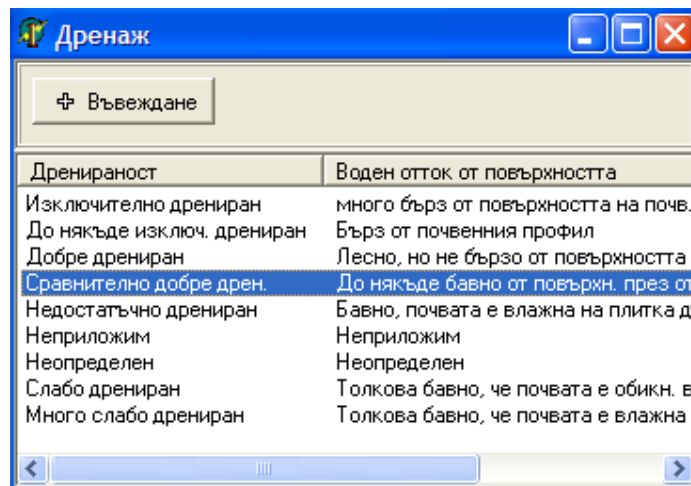 Дренаж
Въвеждане
Дренираност Воден отток от повърхността
Изключително дрениран много бърз от повърхността на почв.
До някъде изключ. дрениран Бърз от почвенния профил
Добре дрениран Лесно, но не бързо от повърхността
Сравнително добре дрен. До някъде бавно от повърхн. през от
Недостатъчно дрениран Бавно, почвата е влажна на плитка д
Неприложим Неприложим
Неопределен Неопределен
Слабо дрениран Толкова бавно, че почвата е обикн. в
Много слабо дрениран Толкова бавно, че почвата е влажна